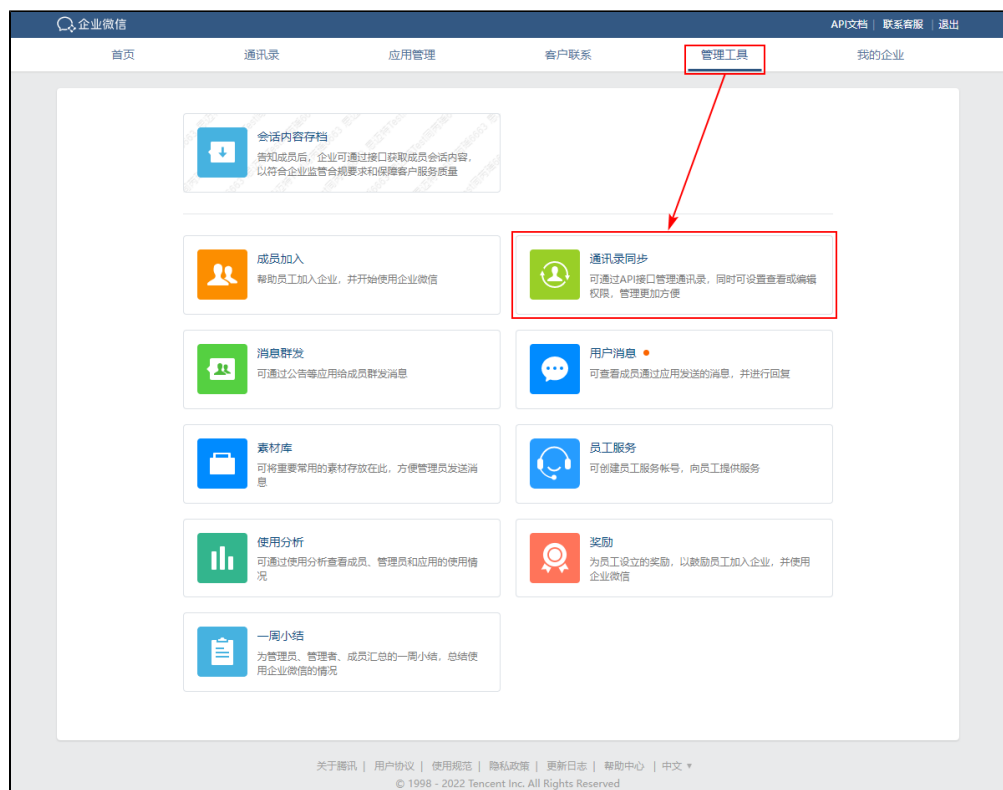 企业微信
API文档 | 联系客服 | 退出
首页 通讯录 应用管理 客户联系 管理工具 我的企业
会话内容存档
告知成员后，企业可通过接口获取成员会话内容，
以符合企业监管合规要求和保障客户服务质量
成员加入
帮助员工加入企业，并开始使用企业微信
通讯录同步
可通过API接口管理通讯录，同时可设置查看或编辑
权限，管理更加方便
消息群发
可通过公告等应用给成员群发消息
用户消息
可查看成员通过应用发送的消息，并进行回复
素材库
可将重要常用的素材存放在此，方便管理员发送消
息
员工服务
可创建员工服务帐号，向员工提供服务
使用分析
可通过使用分析查看成员、管理员和应用的使用情
况
奖励
为员工设立的奖励，以鼓励员工加入企业，并使用
企业微信
一周小结
为管理员、管理者、成员汇总的一周小结，总结使
用企业微信的情况
关于腾讯 | 用户协议 | 使用规范 | 隐私政策 | 更新日志 | 帮助中心 | 中文
© 1998 - 2022 Tencent Inc. All Rights Reserved